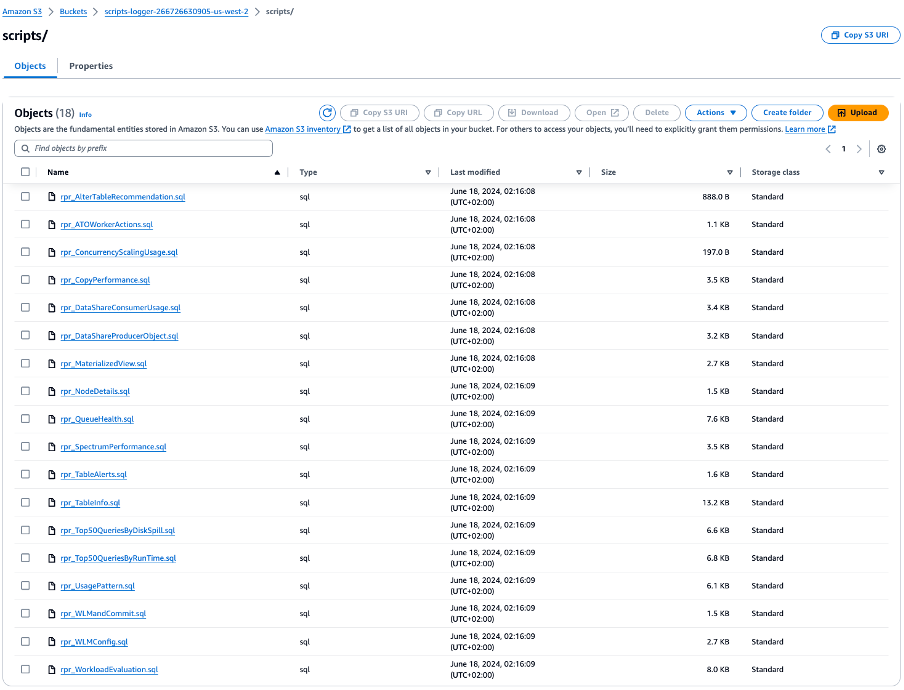 Amazon S3 > Buckets > scripts-logger-266726630905-us-west-2 > scripts/
scripts/
Copy S3 URI
Objects Properties
Objects (18) Info
Copy S3 URI Copy URL Download Open Delete Actions Create folder Upload
Objects are the fundamental entities stored in Amazon S3. You can use Amazon S3 inventory to get a list of all objects in your bucket. For others to access your objects, you'll need to explicitly grant them permissions. Learn more
Find objects by prefix
1
Name Type Last modified Size Storage class
rpr_AlterTableRecommendation.sql sql June 18, 2024, 02:16:08 (UTC+02:00) 888.0 B Standard
rpr_ATOWorkerActions.sql sql June 18, 2024, 02:16:08 (UTC+02:00) 1.1 KB Standard
rpr_ConcurrencyScalingUsage.sql sql June 18, 2024, 02:16:08 (UTC+02:00) 197.0 B Standard
rpr_CopyPerformance.sql sql June 18, 2024, 02:16:08 (UTC+02:00) 3.5 KB Standard
rpr_DataShareConsumerUsage.sql sql June 18, 2024, 02:16:08 (UTC+02:00) 3.4 KB Standard
rpr_DataShareProducerObject.sql sql June 18, 2024, 02:16:08 (UTC+02:00) 3.2 KB Standard
rpr_MaterializedView.sql sql June 18, 2024, 02:16:08 (UTC+02:00) 2.7 KB Standard
rpr_NodeDetails.sql sql June 18, 2024, 02:16:09 (UTC+02:00) 1.5 KB Standard
rpr_QueueHealth.sql sql June 18, 2024, 02:16:09 (UTC+02:00) 7.6 KB Standard
rpr_SpectrumPerformance.sql sql June 18, 2024, 02:16:09 (UTC+02:00) 3.5 KB Standard
rpr_TableAlerts.sql sql June 18, 2024, 02:16:09 (UTC+02:00) 1.6 KB Standard
rpr_TableInfo.sql sql June 18, 2024, 02:16:09 (UTC+02:00) 13.2 KB Standard
rpr_Top50QueriesByDiskSpill.sql sql June 18, 2024, 02:16:09 (UTC+02:00) 6.6 KB Standard
rpr_Top50QueriesByRunTime.sql sql June 18, 2024, 02:16:09 (UTC+02:00) 6.8 KB Standard
rpr_UsagePattern.sql sql June 18, 2024, 02:16:09 (UTC+02:00) 6.1 KB Standard
rpr_WLMandCommit.sql sql June 18, 2024, 02:16:09 (UTC+02:00) 1.5 KB Standard
rpr_WLMConfig.sql sql June 18, 2024, 02:16:09 (UTC+02:00) 2.7 KB Standard
rpr_WorkloadEvaluation.sql sql June 18, 2024, 02:16:09 (UTC+02:00) 8.0 KB Standard